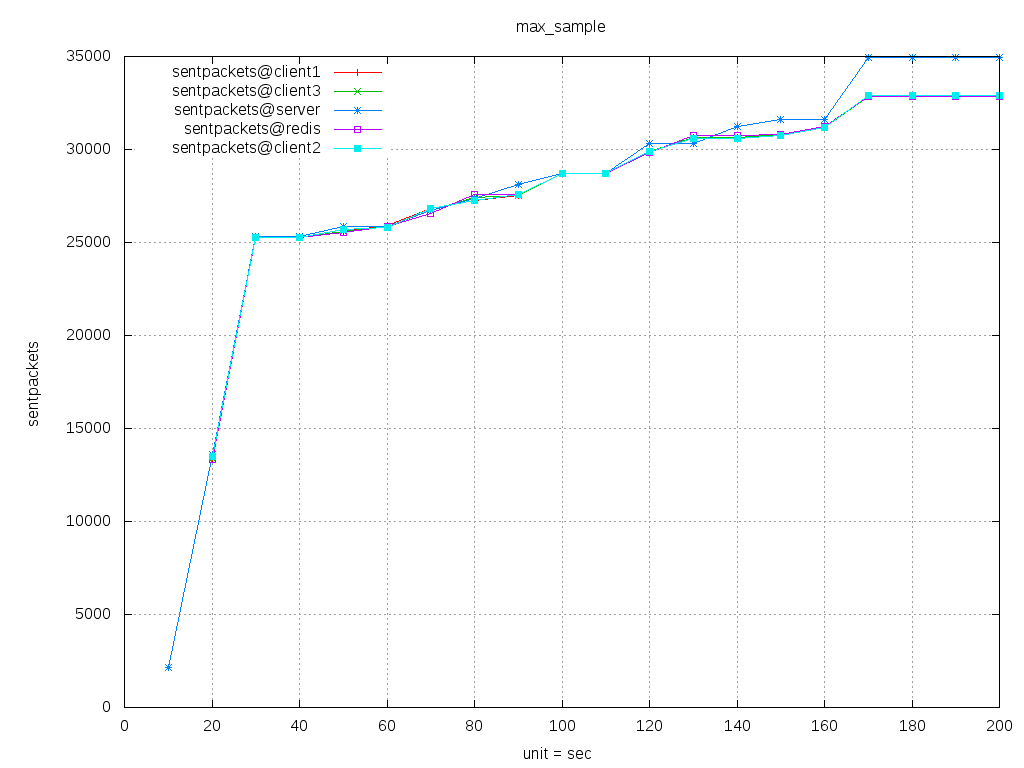 max_sample
sentpackets@client1
sentpackets@client3
sentpackets@server
sentpackets@redis
sentpackets@client2
35000
30000
25000
20000
15000
10000
5000
0
sentpackets
0 20 40 60 80 100 120 140 160 180 200
unit = sec